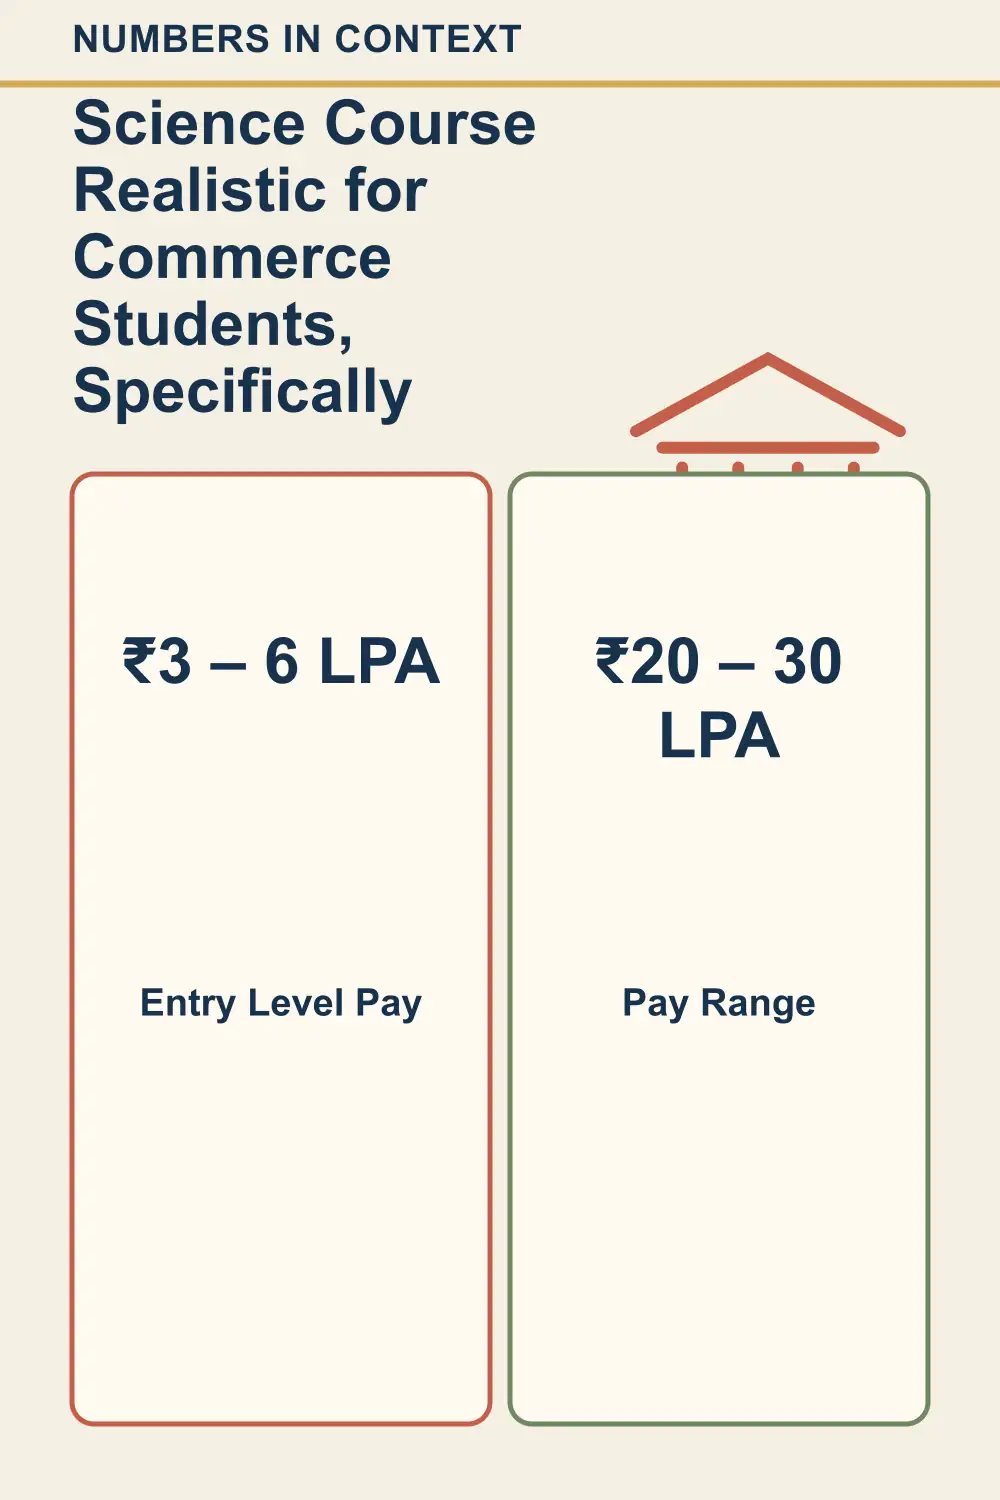 NUMBERS IN CONTEXT
Science Course
Realistic for
Commerce
Students,
Specifically
₹3 – 6 LPA
Entry Level Pay
₹20 – 30
LPA
Pay Range